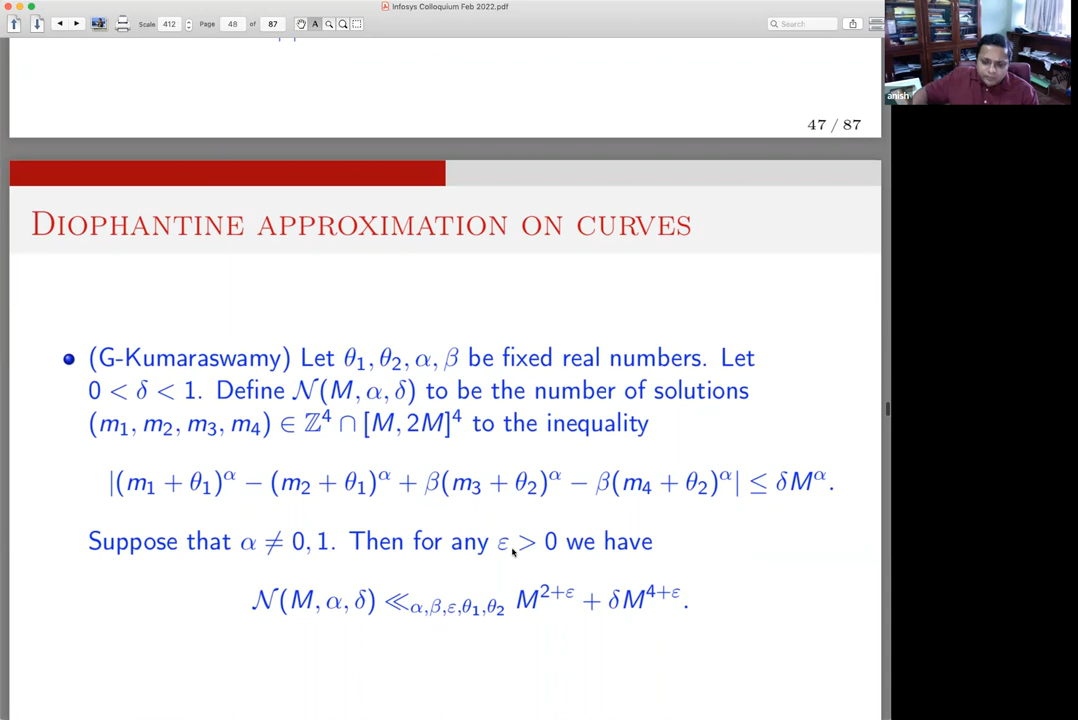 Infosys Colloquium Feb 2022.pdf
Scale 412 Page 48 of 87 Search
anish
47 / 87
Diophantine approximation on curves
(G-Kumaraswamy) Let θ₁, θ₂, α, β be fixed real numbers. Let
0 < δ < 1. Define 𝒩(M, α, δ) to be the number of solutions
(m₁, m₂, m₃, m₄) ∈ ℤ⁴ ∩ [M, 2M]⁴ to the inequality
|(m₁ + θ₁)^α − (m₂ + θ₁)^α + β(m₃ + θ₂)^α − β(m₄ + θ₂)^α| ≤ δM^α.
Suppose that α ≠ 0, 1. Then for any ε > 0 we have
𝒩(M, α, δ) ≪_{α,β,ε,θ₁,θ₂} M^{2+ε} + δM^{4+ε}.